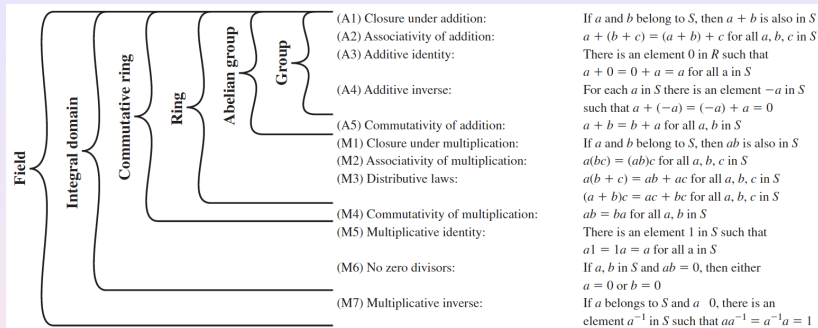 Field
Integral domain
Commutative ring
Ring
Abelian group
Group
(A1) Closure under addition: If a and b belong to S, then a + b is also in S
(A2) Associativity of addition: a + (b + c) = (a + b) + c for all a, b, c in S
(A3) Additive identity: There is an element 0 in R such that
a + 0 = 0 + a = a for all a in S
(A4) Additive inverse: For each a in S there is an element −a in S
such that a + (−a) = (−a) + a = 0
(A5) Commutativity of addition: a + b = b + a for all a, b in S
(M1) Closure under multiplication: If a and b belong to S, then ab is also in S
(M2) Associativity of multiplication: a(bc) = (ab)c for all a, b, c in S
(M3) Distributive laws: a(b + c) = ab + ac for all a, b, c in S
(a + b)c = ac + bc for all a, b, c in S
(M4) Commutativity of multiplication: ab = ba for all a, b in S
(M5) Multiplicative identity: There is an element 1 in S such that
a1 = 1a = a for all a in S
(M6) No zero divisors: If a, b in S and ab = 0, then either
a = 0 or b = 0
(M7) Multiplicative inverse: If a belongs to S and a 0, there is an
element a⁻¹ in S such that aa⁻¹ = a⁻¹a = 1